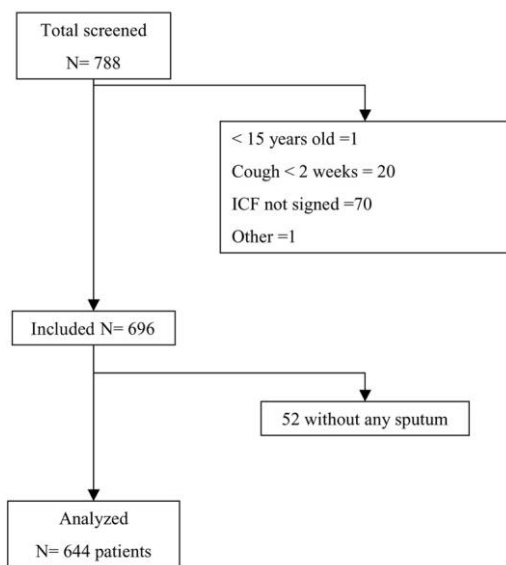 Total screened
N= 788
< 15 years old =1
Cough < 2 weeks = 20
ICF not signed =70
Other =1
Included N= 696
52 without any sputum
Analyzed
N= 644 patients